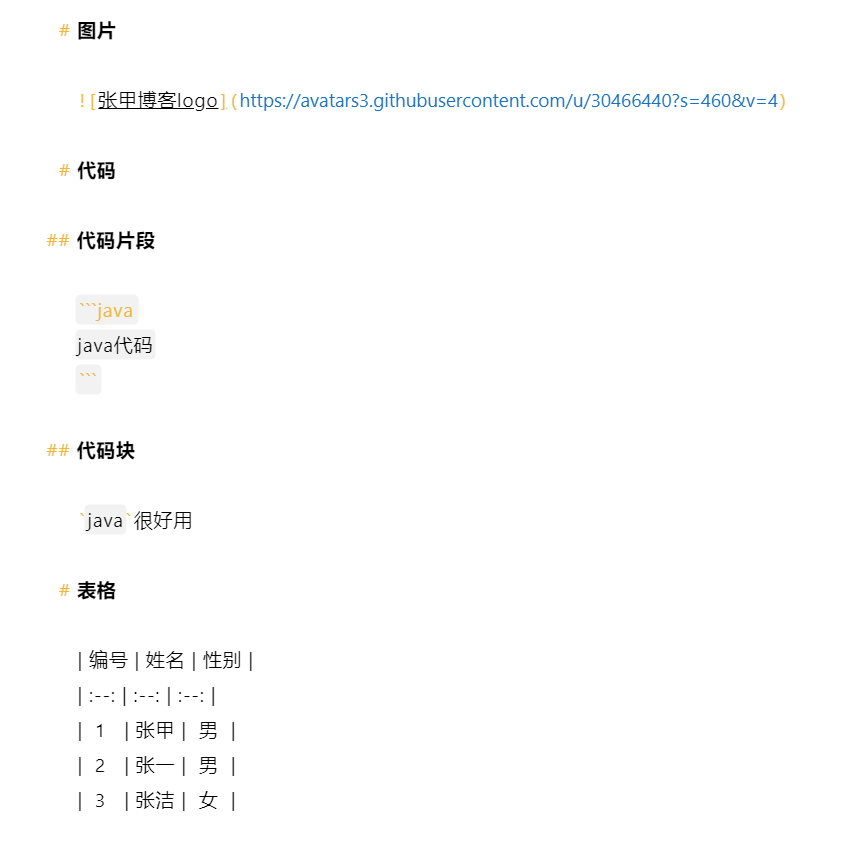 # 图片
![张甲博客logo](https://avatars3.githubusercontent.com/u/30466440?s=460&v=4)
# 代码
## 代码片段
```java
java代码
```
## 代码块
`java`很好用
# 表格
| 编号 | 姓名 | 性别 |
| :--: | :--: | :--: |
|  1   | 张甲 |  男  |
|  2   | 张一 |  男  |
|  3   | 张洁 |  女  |